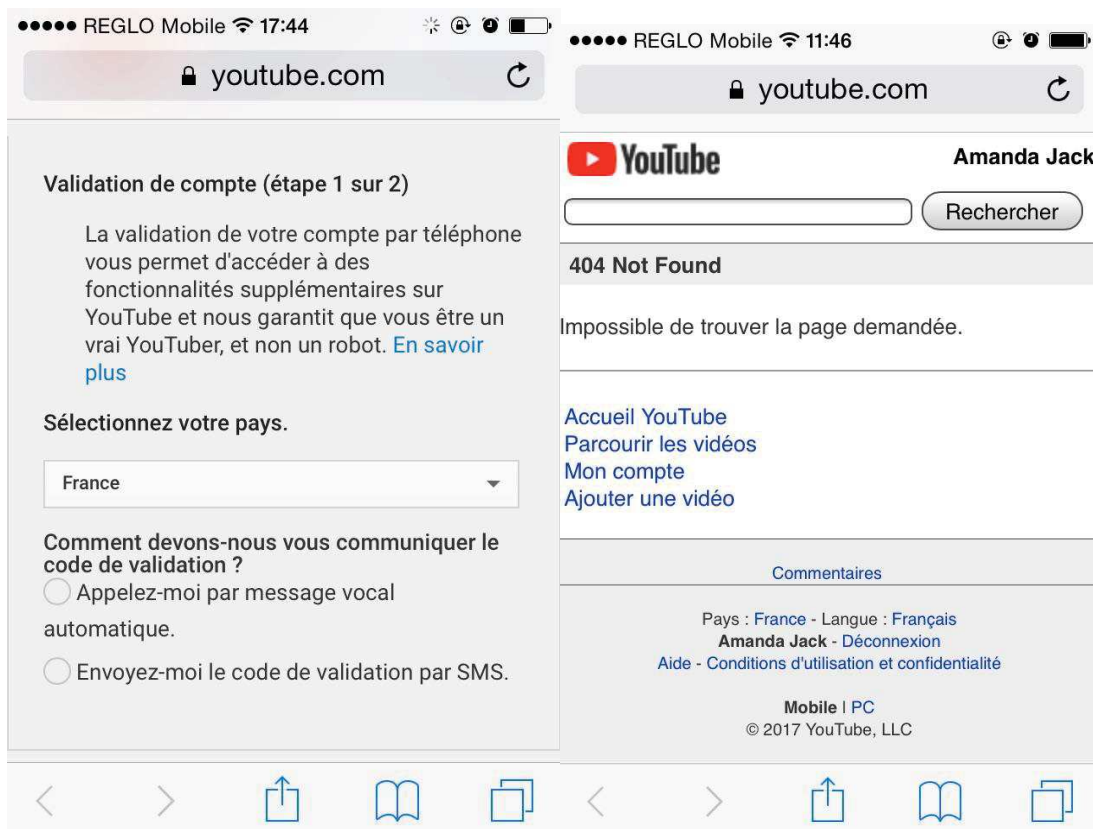 REGLO Mobile 17:44
youtube.com
Validation de compte (étape 1 sur 2)
La validation de votre compte par téléphone
vous permet d'accéder à des
fonctionnalités supplémentaires sur
YouTube et nous garantit que vous être un
vrai YouTuber, et non un robot. En savoir
plus
Sélectionnez votre pays.
France
Comment devons-nous vous communiquer le
code de validation ?
Appelez-moi par message vocal
automatique.
Envoyez-moi le code de validation par SMS.
REGLO Mobile 11:46
youtube.com
YouTube Amanda Jack
Rechercher
404 Not Found
Impossible de trouver la page demandée.
Accueil YouTube
Parcourir les vidéos
Mon compte
Ajouter une vidéo
Commentaires
Pays : France - Langue : Français
Amanda Jack - Déconnexion
Aide - Conditions d'utilisation et confidentialité
Mobile | PC
© 2017 YouTube, LLC